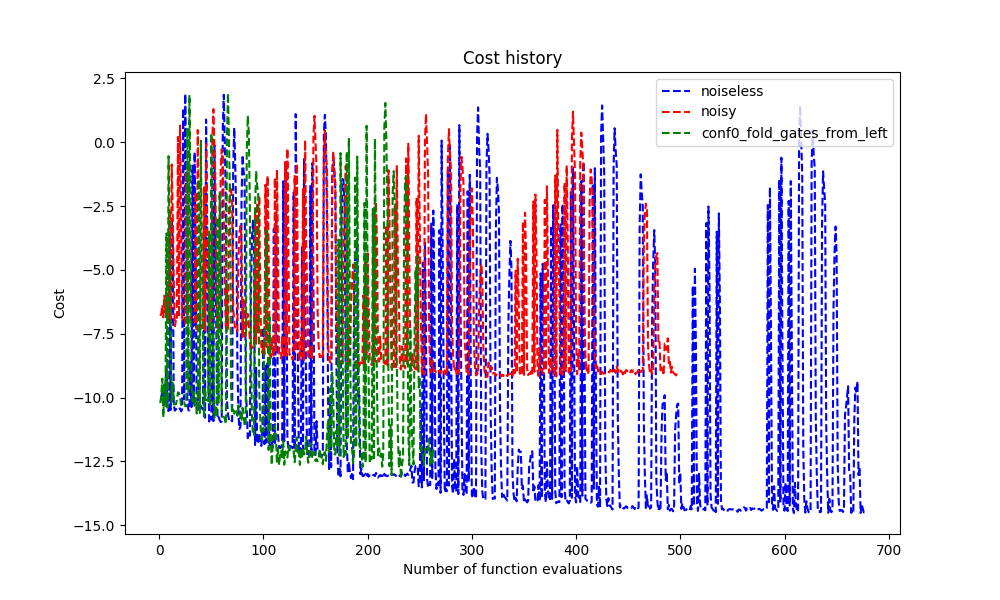 Cost history
noiseless
noisy
conf0_fold_gates_from_left
2.5
0.0
−2.5
−5.0
−7.5
−10.0
−12.5
−15.0
Cost
0 100 200 300 400 500 600 700
Number of function evaluations